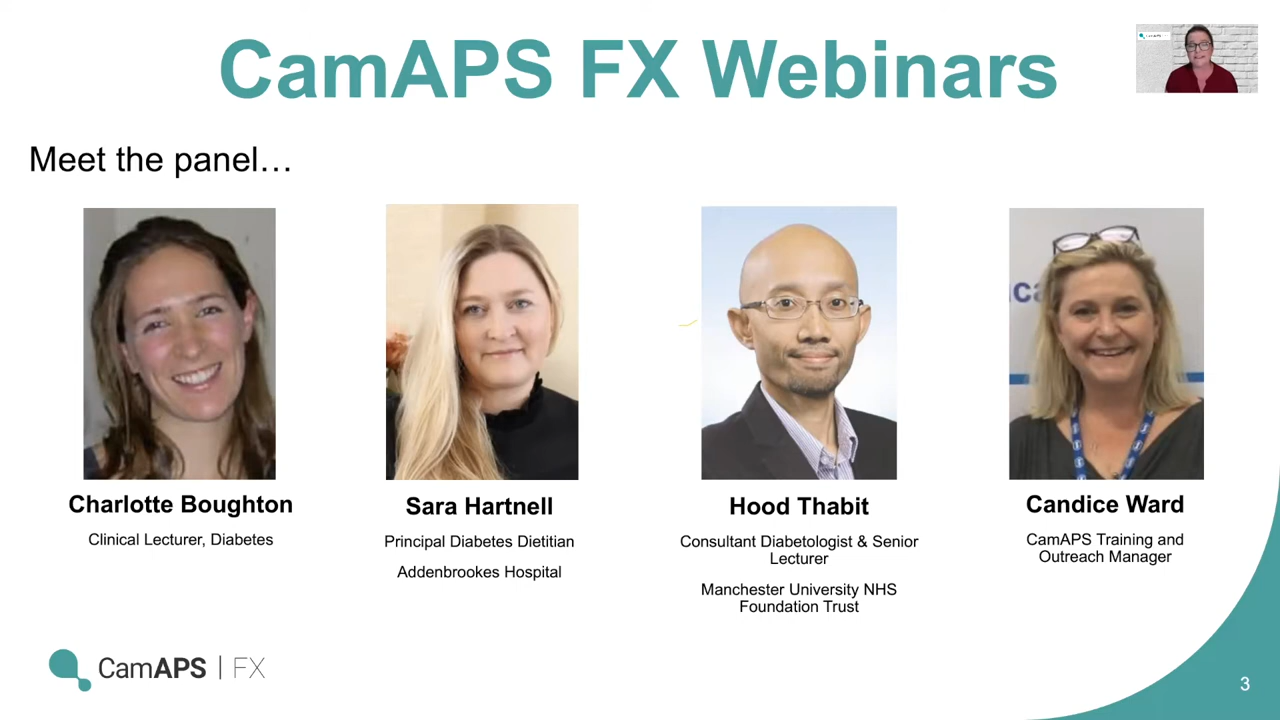 CamAPS FX Webinars
Meet the panel…
Charlotte Boughton
Clinical Lecturer, Diabetes
Sara Hartnell
Principal Diabetes Dietitian
Addenbrookes Hospital
Hood Thabit
Consultant Diabetologist & Senior
Lecturer
Manchester University NHS
Foundation Trust
Candice Ward
CamAPS Training and
Outreach Manager
CamAPS | FX
3